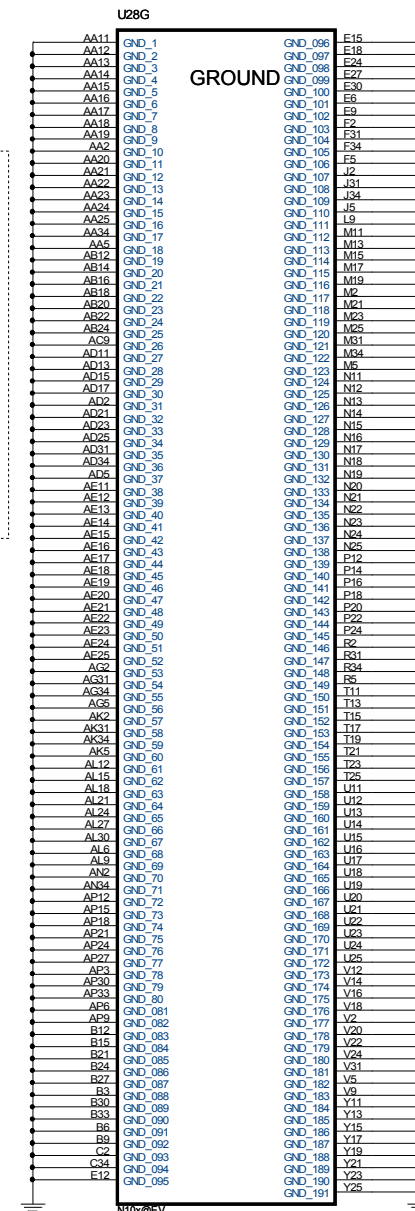 U28G
GROUND
AA11 GND_1 GND_096 E15
AA12 GND_2 GND_097 E18
AA13 GND_3 GND_098 E24
AA14 GND_4 GND_099 E27
AA15 GND_5 GND_100 E30
AA16 GND_6 GND_101 E6
AA17 GND_7 GND_102 E9
AA18 GND_8 GND_103 F2
AA19 GND_9 GND_104 F31
AA2 GND_10 GND_105 F34
AA20 GND_11 GND_106 F5
AA21 GND_12 GND_107 J2
AA22 GND_13 GND_108 J31
AA23 GND_14 GND_109 J34
AA24 GND_15 GND_110 J5
AA25 GND_16 GND_111 L9
AA34 GND_17 GND_112 M11
AA5 GND_18 GND_113 M13
AB12 GND_19 GND_114 M15
AB14 GND_20 GND_115 M17
AB16 GND_21 GND_116 M19
AB18 GND_22 GND_117 M2
AB20 GND_23 GND_118 M21
AB22 GND_24 GND_119 M23
AB24 GND_25 GND_120 M25
AC9 GND_26 GND_121 M31
AD11 GND_27 GND_122 M34
AD13 GND_28 GND_123 M5
AD15 GND_29 GND_124 N11
AD17 GND_30 GND_125 N12
AD2 GND_31 GND_126 N13
AD21 GND_32 GND_127 N14
AD23 GND_33 GND_128 N15
AD25 GND_34 GND_129 N16
AD31 GND_35 GND_130 N17
AD34 GND_36 GND_131 N18
AD5 GND_37 GND_132 N19
AE11 GND_38 GND_133 N20
AE12 GND_39 GND_134 N21
AE13 GND_40 GND_135 N22
AE14 GND_41 GND_136 N23
AE15 GND_42 GND_137 N24
AE16 GND_43 GND_138 N25
AE17 GND_44 GND_139 P12
AE18 GND_45 GND_140 P14
AE19 GND_46 GND_141 P16
AE20 GND_47 GND_142 P18
AE21 GND_48 GND_143 P20
AE22 GND_49 GND_144 P22
AE23 GND_50 GND_145 P24
AE24 GND_51 GND_146 R2
AE25 GND_52 GND_147 R31
AG2 GND_53 GND_148 R34
AG31 GND_54 GND_149 R5
AG34 GND_55 GND_150 T11
AG5 GND_56 GND_151 T13
AK2 GND_57 GND_152 T15
AK31 GND_58 GND_153 T17
AK34 GND_59 GND_154 T19
AK5 GND_60 GND_155 T21
AL12 GND_61 GND_156 T23
AL15 GND_62 GND_157 T25
AL18 GND_63 GND_158 U11
AL21 GND_64 GND_159 U12
AL24 GND_65 GND_160 U13
AL27 GND_66 GND_161 U14
AL30 GND_67 GND_162 U15
AL6 GND_68 GND_163 U16
AL9 GND_69 GND_164 U17
AN2 GND_70 GND_165 U18
AN34 GND_71 GND_166 U19
AP12 GND_72 GND_167 U20
AP15 GND_73 GND_168 U21
AP18 GND_74 GND_169 U22
AP21 GND_75 GND_170 U23
AP24 GND_76 GND_171 U24
AP27 GND_77 GND_172 U25
AP3 GND_78 GND_173 V12
AP30 GND_79 GND_174 V14
AP33 GND_80 GND_175 V16
AP6 GND_081 GND_176 V18
AP9 GND_082 GND_177 V2
B12 GND_083 GND_178 V20
B15 GND_084 GND_179 V22
B21 GND_085 GND_180 V24
B24 GND_086 GND_181 V31
B27 GND_087 GND_182 V5
B3 GND_088 GND_183 V9
B30 GND_089 GND_184 Y11
B33 GND_090 GND_185 Y13
B6 GND_091 GND_186 Y15
B9 GND_092 GND_187 Y17
C2 GND_093 GND_188 Y19
C34 GND_094 GND_189 Y21
E12 GND_095 GND_190 Y23
GND_191 Y25
N10x@EV